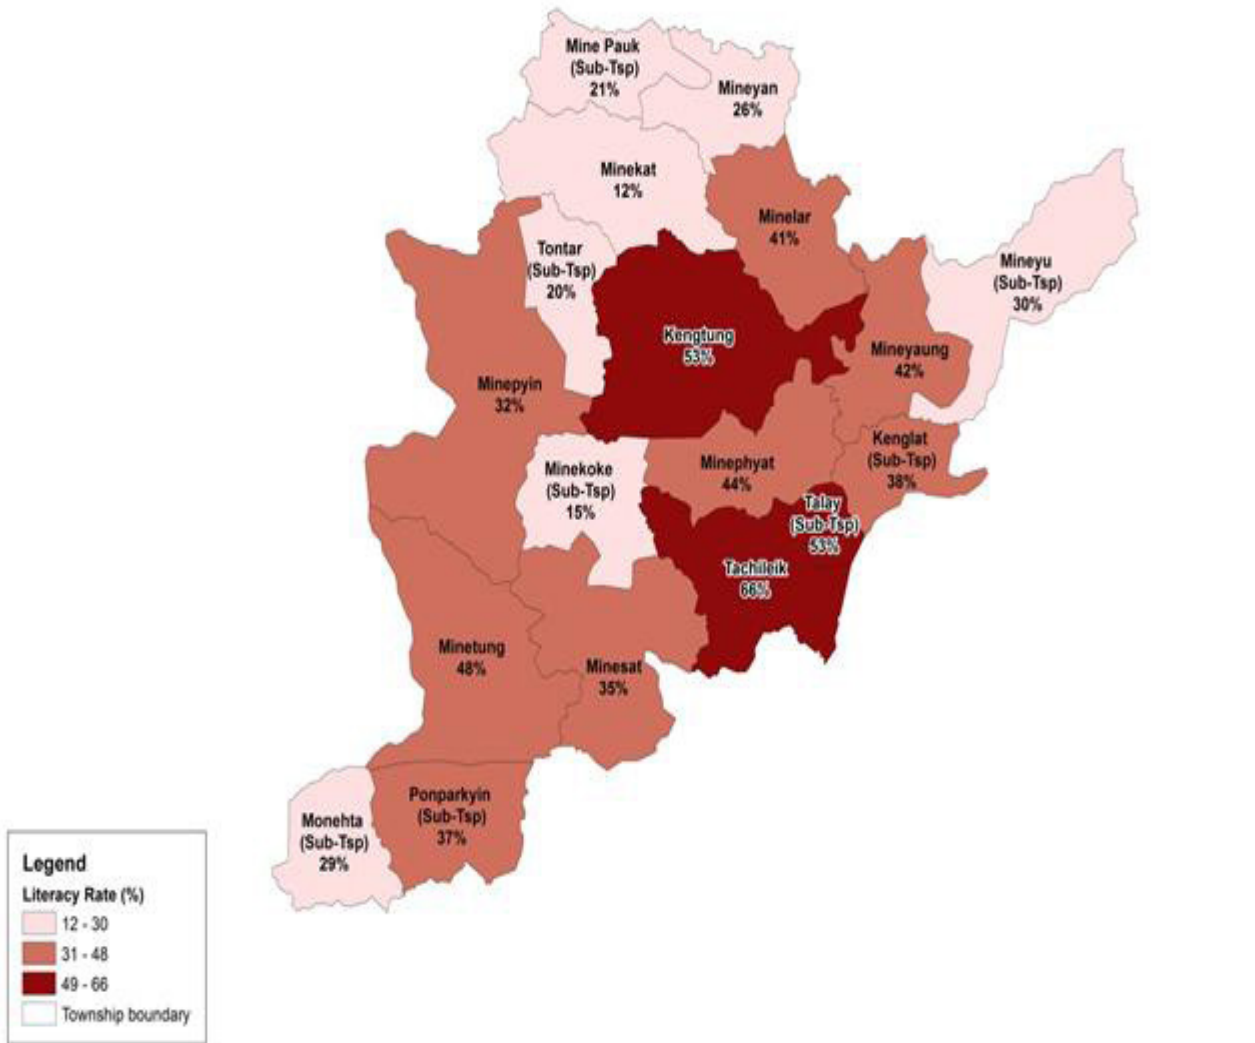 Mine Pauk
(Sub-Tsp)
21%
Mineyan
26%
Minekat
12%
Minelar
41%
Tontar
(Sub-Tsp)
20%
Mineyu
(Sub-Tsp)
30%
Kengtung
53%
Mineyaung
42%
Minepyin
32%
Kenglat
(Sub-Tsp)
38%
Minephyat
44%
Minekoke
(Sub-Tsp)
15%
Talay
(Sub-Tsp)
53%
Tachileik
66%
Minetung
48%
Minesat
35%
Ponparkyin
(Sub-Tsp)
37%
Monehta
(Sub-Tsp)
29%
Legend
Literacy Rate (%)
12 - 30
31 - 48
49 - 66
Township boundary